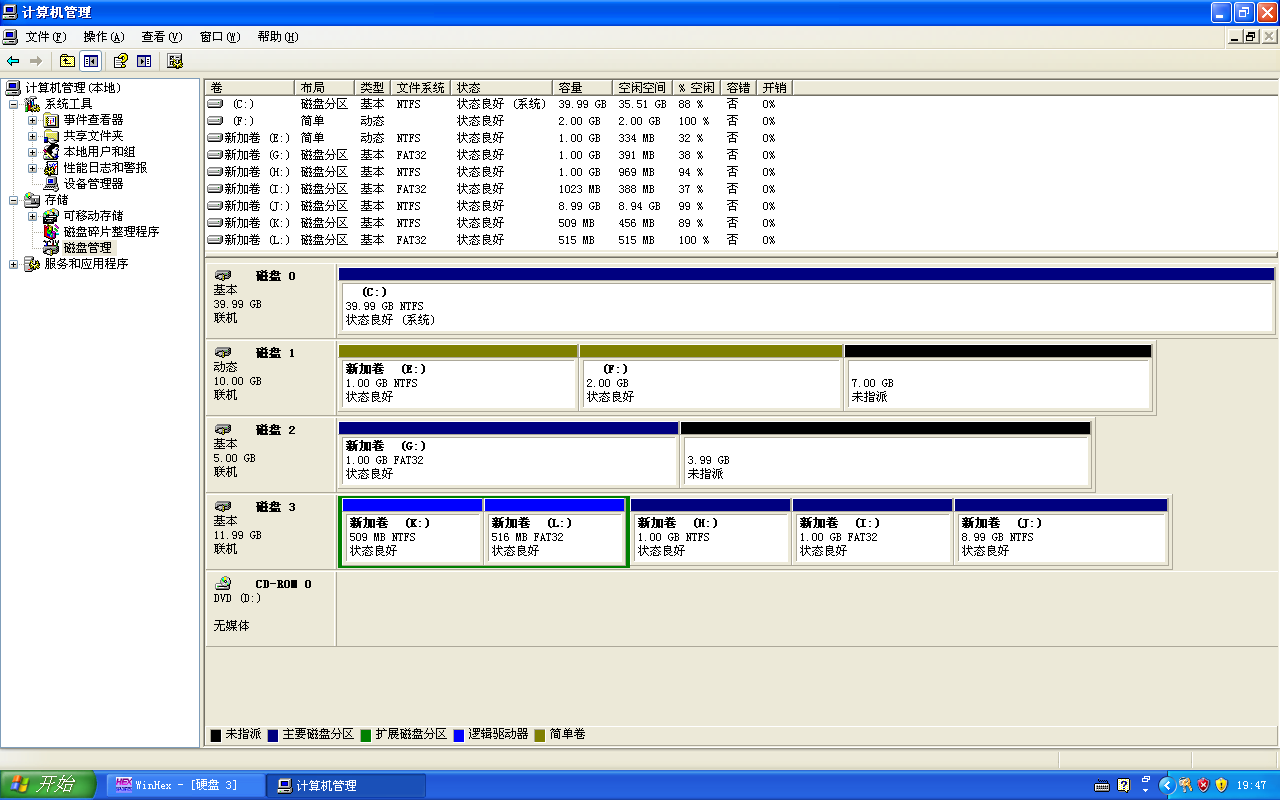 计算机管理
文件(F) 操作(A) 查看(V) 窗口(W) 帮助(H)
计算机管理(本地)
系统工具
事件查看器
共享文件夹
本地用户和组
性能日志和警报
设备管理器
存储
可移动存储
磁盘碎片整理程序
磁盘管理
服务和应用程序
卷 布局 类型 文件系统 状态 容量 空闲空间 % 空闲 容错 开销
(C:) 磁盘分区 基本 NTFS 状态良好 (系统) 39.99 GB 35.51 GB 88 % 否 0%
(F:) 简单 动态 状态良好 2.00 GB 2.00 GB 100 % 否 0%
新加卷 (E:) 简单 动态 NTFS 状态良好 1.00 GB 334 MB 32 % 否 0%
新加卷 (G:) 磁盘分区 基本 FAT32 状态良好 1.00 GB 391 MB 38 % 否 0%
新加卷 (H:) 磁盘分区 基本 NTFS 状态良好 1.00 GB 969 MB 94 % 否 0%
新加卷 (I:) 磁盘分区 基本 FAT32 状态良好 1023 MB 388 MB 37 % 否 0%
新加卷 (J:) 磁盘分区 基本 NTFS 状态良好 8.99 GB 8.94 GB 99 % 否 0%
新加卷 (K:) 磁盘分区 基本 NTFS 状态良好 509 MB 456 MB 89 % 否 0%
新加卷 (L:) 磁盘分区 基本 FAT32 状态良好 515 MB 515 MB 100 % 否 0%
磁盘 0
基本
39.99 GB
联机
(C:)
39.99 GB NTFS
状态良好 (系统)
磁盘 1
动态
10.00 GB
联机
新加卷 (E:)
1.00 GB NTFS
状态良好
(F:)
2.00 GB
状态良好
7.00 GB
未指派
磁盘 2
基本
5.00 GB
联机
新加卷 (G:)
1.00 GB FAT32
状态良好
3.99 GB
未指派
磁盘 3
基本
11.99 GB
联机
新加卷 (K:)
509 MB NTFS
状态良好
新加卷 (L:)
516 MB FAT32
状态良好
新加卷 (H:)
1.00 GB NTFS
状态良好
新加卷 (I:)
1.00 GB FAT32
状态良好
新加卷 (J:)
8.99 GB NTFS
状态良好
CD-ROM 0
DVD (D:)
无媒体
未指派 主要磁盘分区 扩展磁盘分区 逻辑驱动器 简单卷
开始 HEX WinHex - [硬盘 3] 计算机管理 19:47